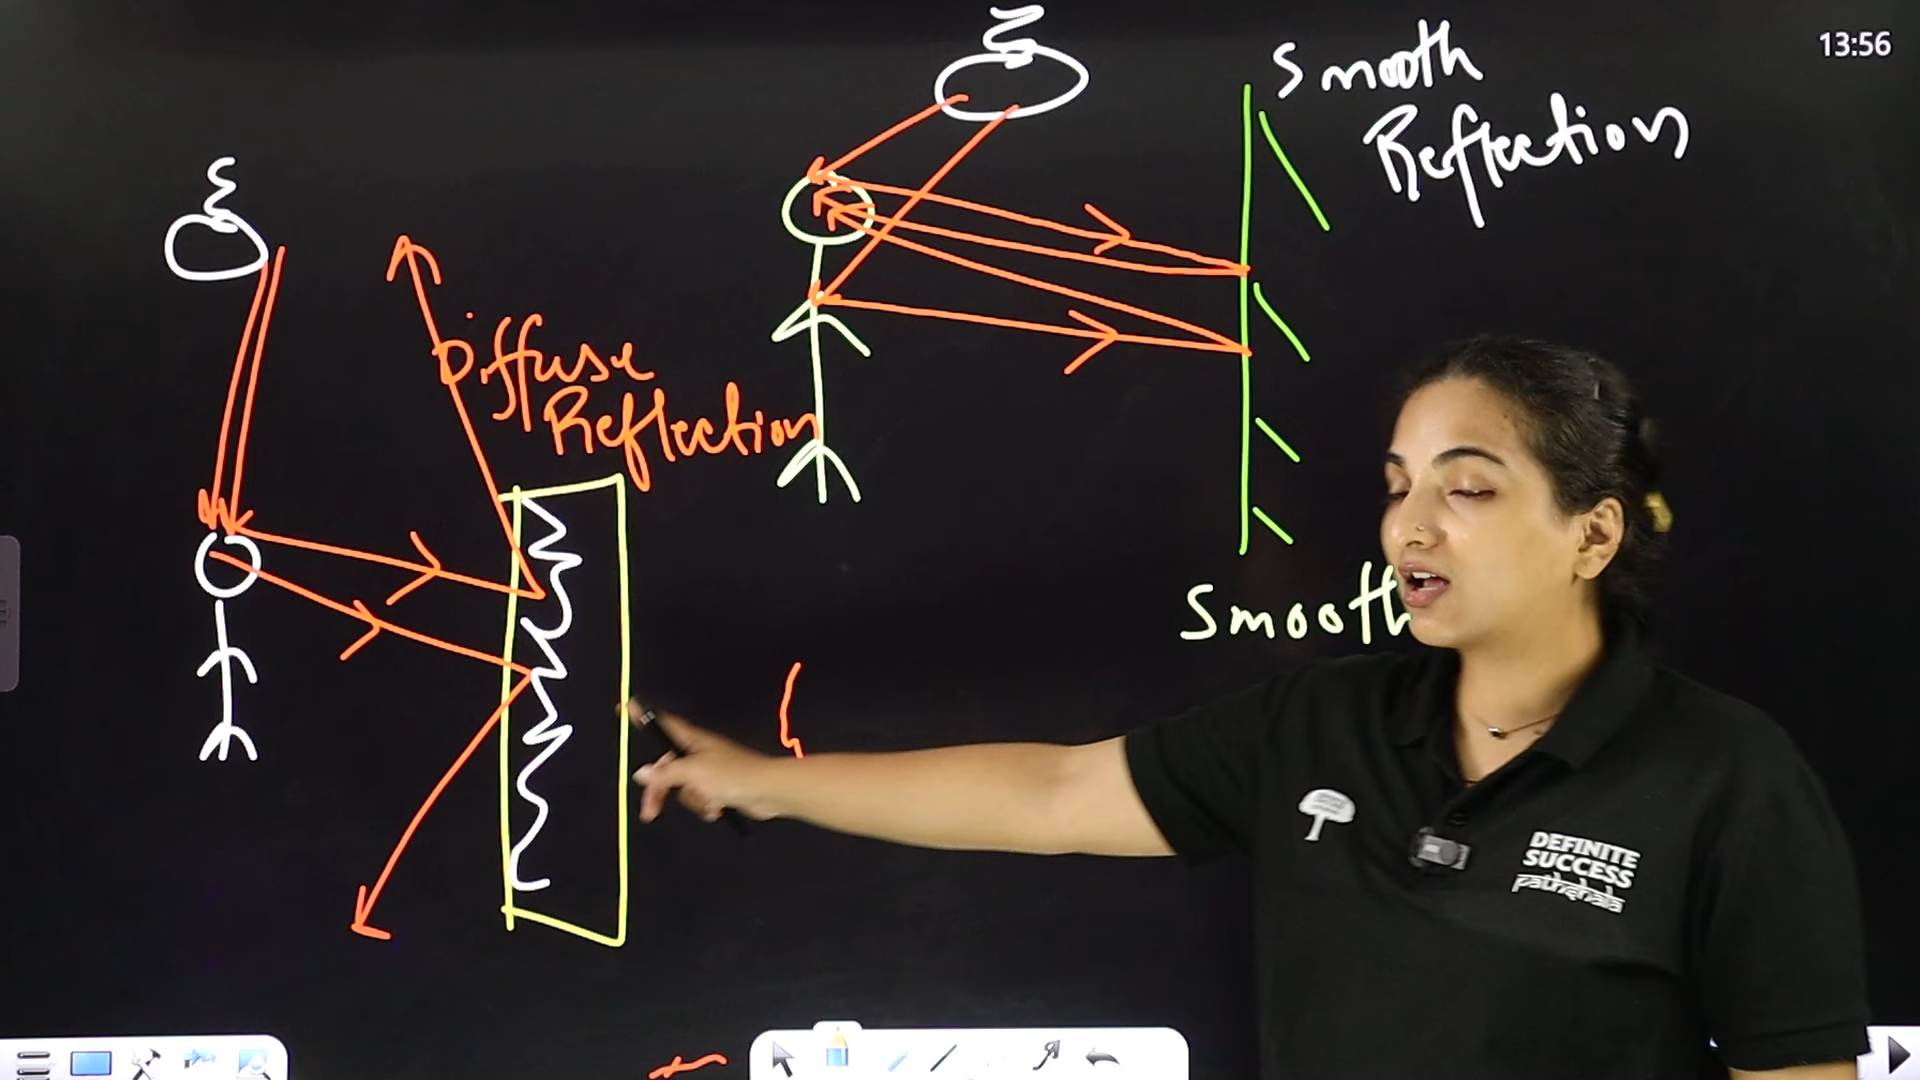 13:56
Smooth
Reflection
Diffuse
Reflection
Smooth
DEFINITE
SUCCESS
pathshala